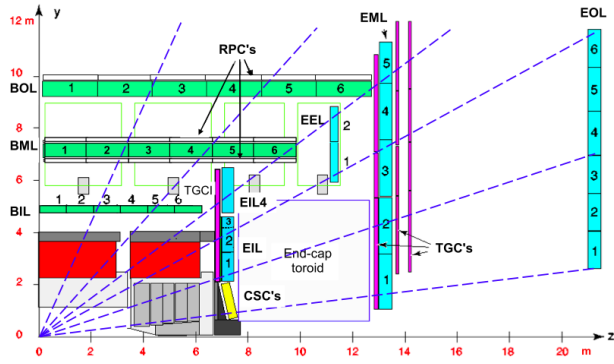 12 m
y
EML
EOL
RPC's
10
BOL
1 2 3 4 5 6
5
6
5
8
EEL
2
4
4
BML
1 2 3 4 5 6
1
3
6
TGCI
3
BIL
1 2 3 4 5 6
EIL4
2
2
4
3
EIL
2
End-cap
toroid
TGC's
1
2
1
CSC's
1
0
0
2
4
6
8
10
12
14
16
18
20
m
z